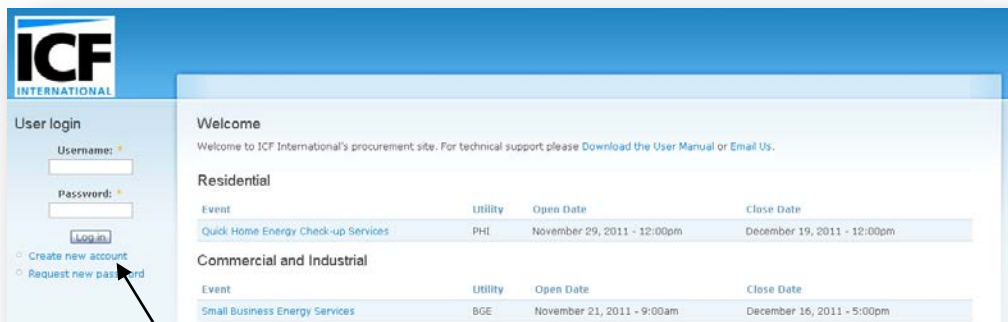 ICF
INTERNATIONAL
User login
Username: *
Password: *
Log in
Create new account
Request new password
Welcome
Welcome to ICF International's procurement site. For technical support please Download the User Manual or Email Us.
Residential
Event Utility Open Date Close Date
Quick Home Energy Check-up Services PHI November 29, 2011 - 12:00pm December 19, 2011 - 12:00pm
Commercial and Industrial
Event Utility Open Date Close Date
Small Business Energy Services BGE November 21, 2011 - 9:00am December 16, 2011 - 5:00pm